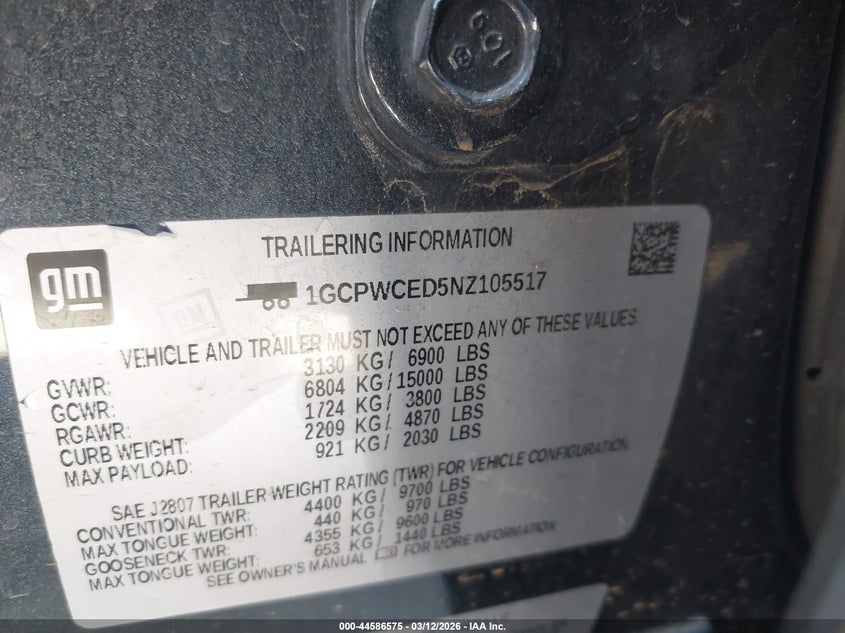 10.9
gm
TRAILERING INFORMATION
1GCPWCED5NZ105517
VEHICLE AND TRAILER MUST NOT EXCEED ANY OF THESE VALUES:
GVWR: 3130 KG/ 6900 LBS
GCWR: 6804 KG/ 15000 LBS
RGAWR: 1724 KG/ 3800 LBS
CURB WEIGHT: 2209 KG/ 4870 LBS
MAX PAYLOAD: 921 KG/ 2030 LBS
SAE J2807 TRAILER WEIGHT RATING (TWR) FOR VEHICLE CONFIGURATION
CONVENTIONAL TWR: 4400 KG/ 9700 LBS
MAX TONGUE WEIGHT: 440 KG/ 970 LBS
GOOSENECK TWR: 4355 KG/ 9600 LBS
MAX TONGUE WEIGHT: 653 KG/ 1440 LBS
SEE OWNER'S MANUAL FOR MORE INFORMATION
000-44586575 - 03/12/2026 - IAA Inc.